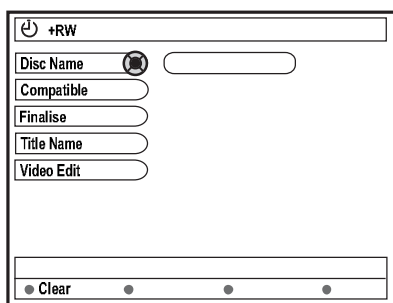 +RW
Disc Name
Compatible
Finalise
Title Name
Video Edit
Clear